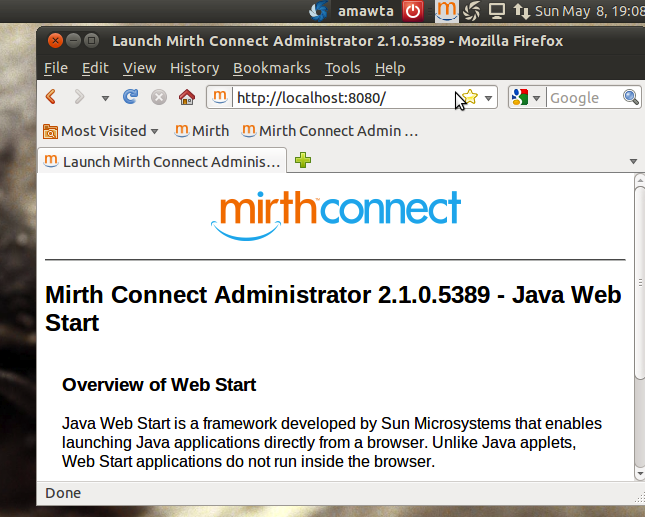 amawta Sun May 8, 19:08
Launch Mirth Connect Administrator 2.1.0.5389 - Mozilla Firefox
File Edit View History Bookmarks Tools Help
http://localhost:8080/ Google
Most Visited Mirth Mirth Connect Admin ...
Launch Mirth Connect Adminis...
mirthconnect
Mirth Connect Administrator 2.1.0.5389 - Java Web
Start
Overview of Web Start
Java Web Start is a framework developed by Sun Microsystems that enables
launching Java applications directly from a browser. Unlike Java applets,
Web Start applications do not run inside the browser.
Done